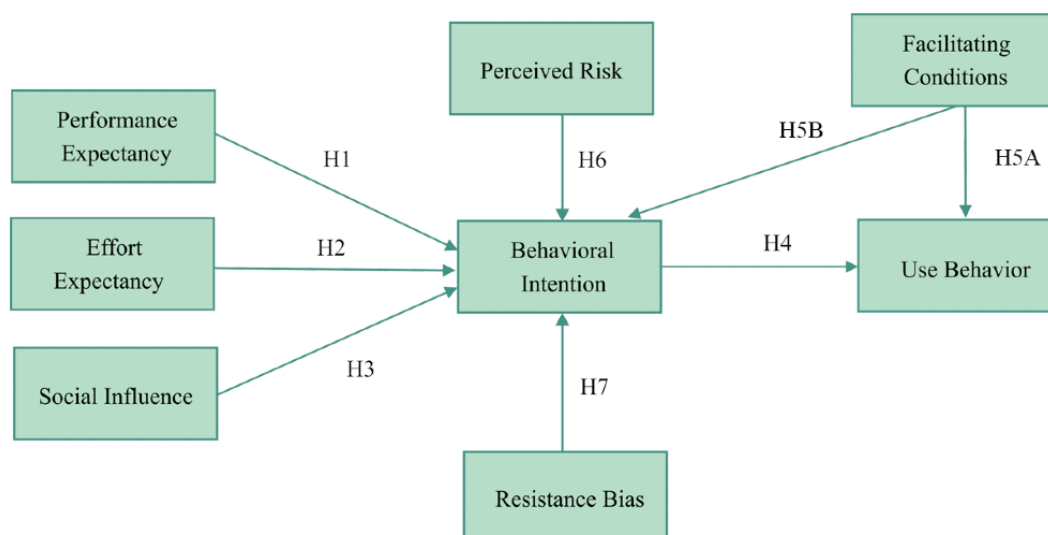 Perceived Risk
Facilitating
Conditions
Performance
Expectancy
H1
H6
H5B
H5A
Effort
Expectancy
H2
Behavioral
Intention
H4
Use Behavior
Social Influence
H3
H7
Resistance Bias